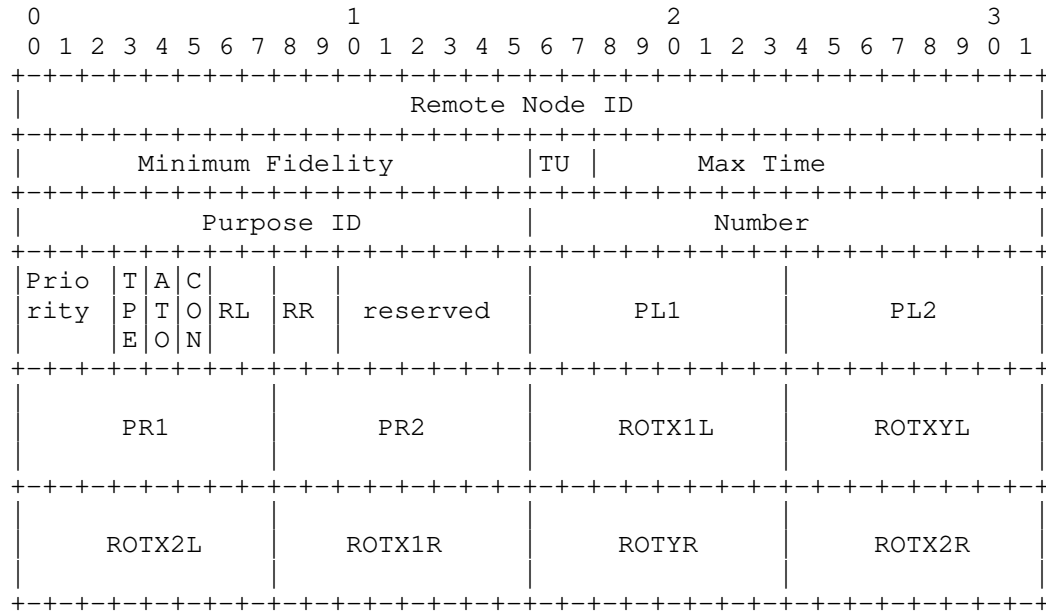 0 1 2 3
0 1 2 3 4 5 6 7 8 9 0 1 2 3 4 5 6 7 8 9 0 1 2 3 4 5 6 7 8 9 0 1
+-+-+-+-+-+-+-+-+-+-+-+-+-+-+-+-+-+-+-+-+-+-+-+-+-+-+-+-+-+-+-+-+
| Remote Node ID |
+-+-+-+-+-+-+-+-+-+-+-+-+-+-+-+-+-+-+-+-+-+-+-+-+-+-+-+-+-+-+-+-+
| Minimum Fidelity |TU | Max Time |
+-+-+-+-+-+-+-+-+-+-+-+-+-+-+-+-+-+-+-+-+-+-+-+-+-+-+-+-+-+-+-+-+
| Purpose ID | Number |
+-+-+-+-+-+-+-+-+-+-+-+-+-+-+-+-+-+-+-+-+-+-+-+-+-+-+-+-+-+-+-+-+
|Prio |T|A|C| | | | | |
|rity |P|T|O|RL |RR | reserved | PL1 | PL2 |
| |E|O|N| | | | | |
+-+-+-+-+-+-+-+-+-+-+-+-+-+-+-+-+-+-+-+-+-+-+-+-+-+-+-+-+-+-+-+-+
| | | | |
| PR1 | PR2 | ROTX1L | ROTXYL |
| | | | |
+-+-+-+-+-+-+-+-+-+-+-+-+-+-+-+-+-+-+-+-+-+-+-+-+-+-+-+-+-+-+-+-+
| | | | |
| ROTX2L | ROTX1R | ROTYR | ROTX2R |
| | | | |
+-+-+-+-+-+-+-+-+-+-+-+-+-+-+-+-+-+-+-+-+-+-+-+-+-+-+-+-+-+-+-+-+